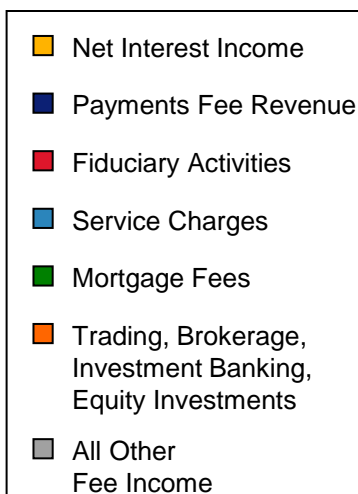 Net Interest Income
Payments Fee Revenue
Fiduciary Activities
Service Charges
Mortgage Fees
Trading, Brokerage,
Investment Banking,
Equity Investments
All Other
Fee Income